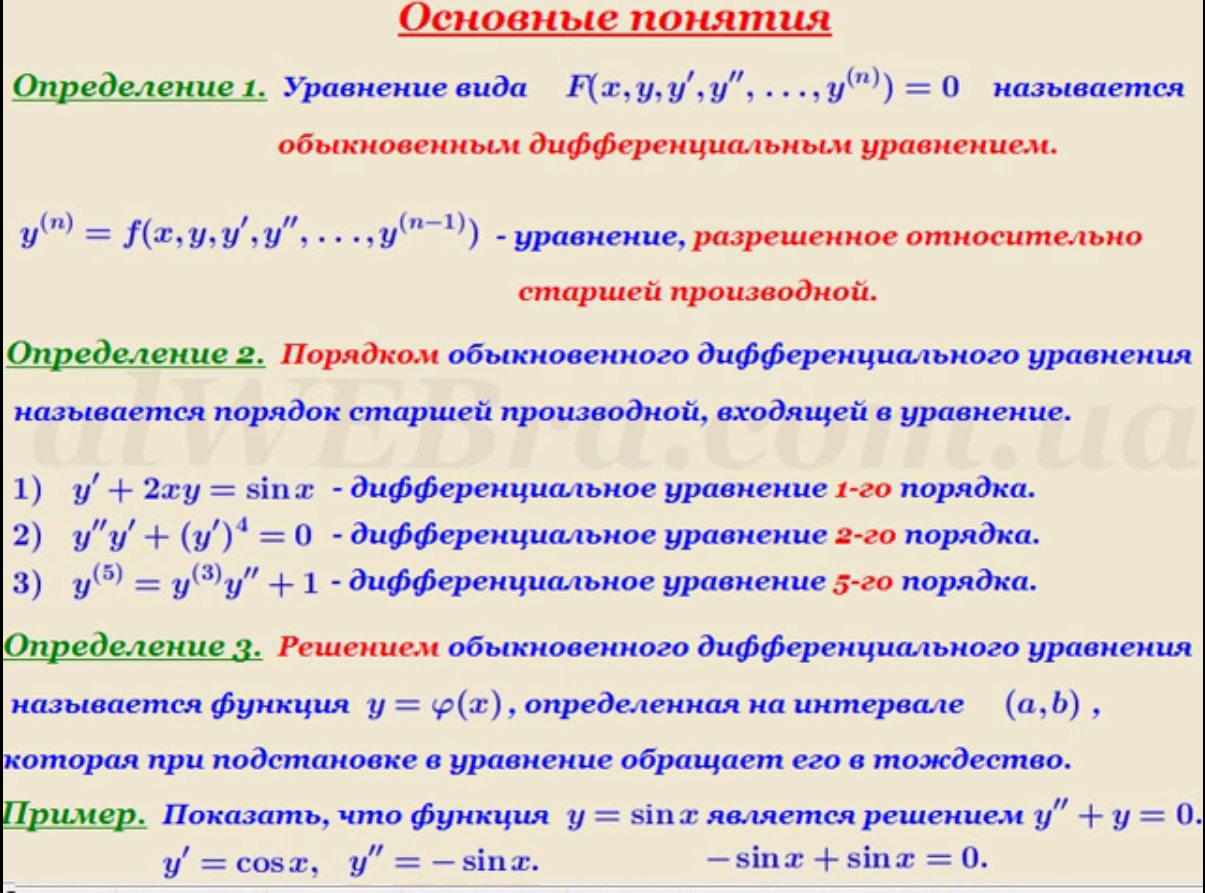 Основные понятия
Определение 1. Уравнение вида F(x, y, y′, y″, . . . , y⁽ⁿ⁾) = 0 называется
обыкновенным дифференциальным уравнением.
y⁽ⁿ⁾ = f(x, y, y′, y″, . . . , y⁽ⁿ⁻¹⁾) - уравнение, разрешенное относительно
старшей производной.
Определение 2. Порядком обыкновенного дифференциального уравнения
называется порядок старшей производной, входящей в уравнение.
alWEBra.com.ua
1) y′ + 2xy = sin x - дифференциальное уравнение 1-го порядка.
2) y″y′ + (y′)⁴ = 0 - дифференциальное уравнение 2-го порядка.
3) y⁽⁵⁾ = y⁽³⁾y″ + 1 - дифференциальное уравнение 5-го порядка.
Определение 3. Решением обыкновенного дифференциального уравнения
называется функция y = φ(x), определенная на интервале (a, b) ,
которая при подстановке в уравнение обращает его в тождество.
Пример. Показать, что функция y = sin x является решением y″ + y = 0.
y′ = cos x, y″ = − sin x. − sin x + sin x = 0.